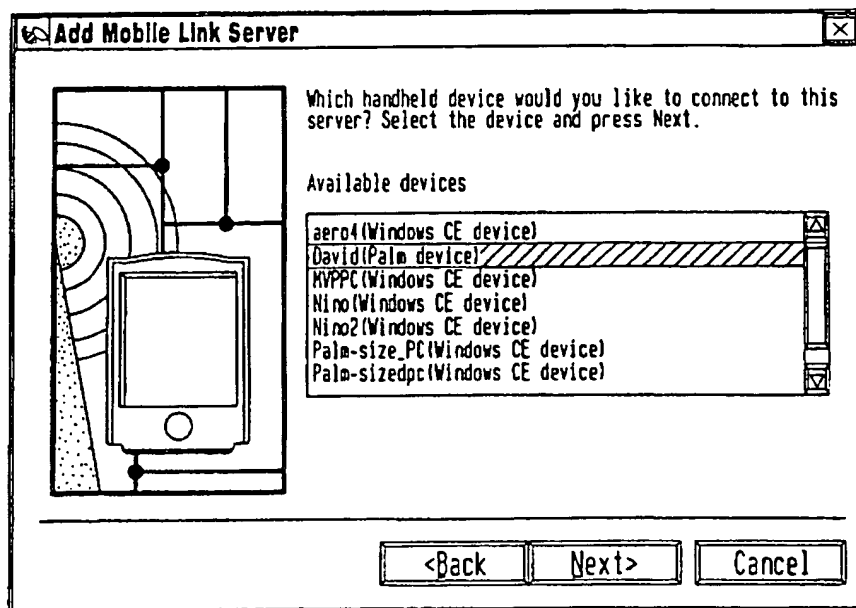 Add Mobile Link Server
Which handheld device would you like to connect to this
server? Select the device and press Next.
Available devices
aero4(Windows CE device)
David(Palm device)
MVPPC(Windows CE device)
Nino(Windows CE device)
Nino2(Windows CE device)
Palm-size_PC(Windows CE device)
Palm-sizedpc(Windows CE device)
<Back
Next>
Cancel